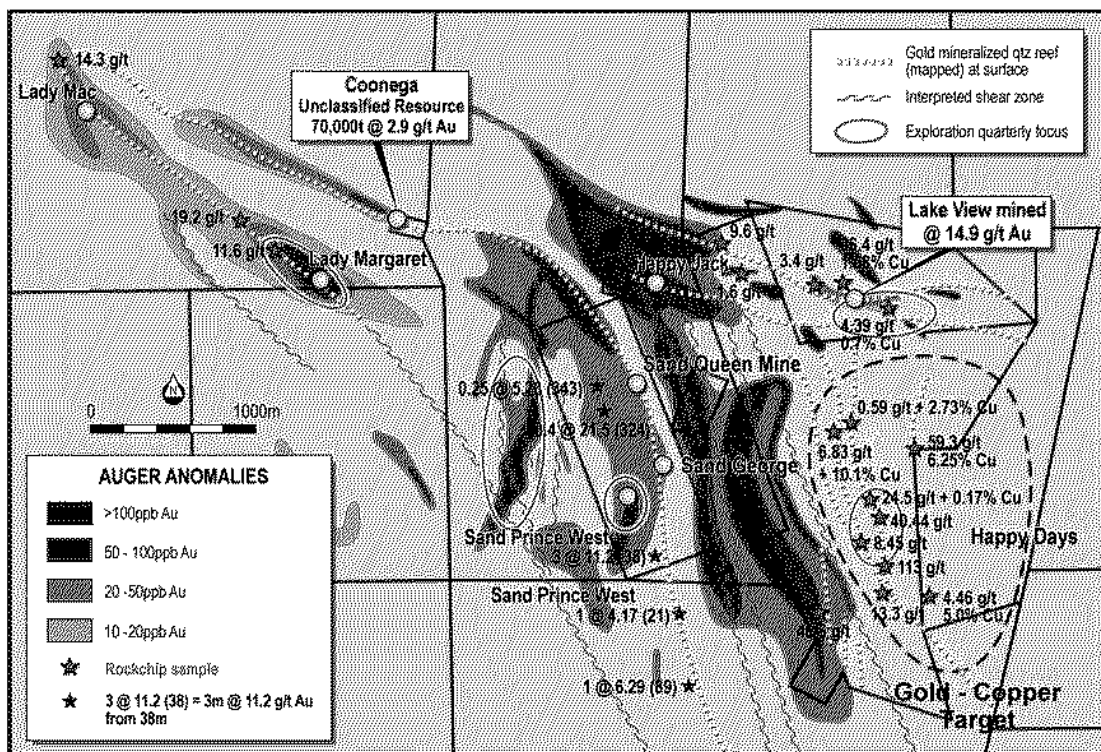 14.3 g/t
Lady Mac
Coonega
Unclassified Resource
70,000t @ 2.9 g/t Au
Gold mineralized qtz reef
(mapped) at surface
Interpreted shear zone
Exploration quarterly focus
19.2 g/t
11.6 g/t
Lady Margaret
9.6 g/t
Happy Jack
Lake View mined
@ 14.9 g/t Au
3.4 g/t
4.39 g/t
0.7% Cu
Sand Queen Mine
Sand George
0.59 g/t + 2.73% Cu
6.83 g/t
+ 10.1% Cu
59.3 g/t
6.25% Cu
24.5 g/t + 0.17% Cu
40.44 g/t
8.45 g/t
113 g/t
Happy Days
4.46 g/t
5.0% Cu
N
0
1000m
Sand Prince West
Sand Prince West
1 @ 4.17 (21)
1 @ 6.29 (69)
Gold - Copper
Target
AUGER ANOMALIES
>100ppb Au
50 - 100ppb Au
20 -50ppb Au
10 -20ppb Au
Rockchip sample
3 @ 11.2 (38) = 3m @ 11.2 g/t Au
from 38m